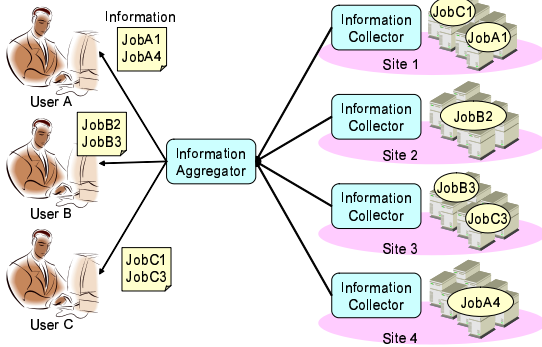 Information
JobA1
JobA4
User A
JobB2
JobB3
User B
JobC1
JobC3
User C
Information
Aggregator
Information
Collector
JobC1
JobA1
Site 1
Information
Collector
JobB2
Site 2
Information
Collector
JobB3
JobC3
Site 3
Information
Collector
JobA4
Site 4